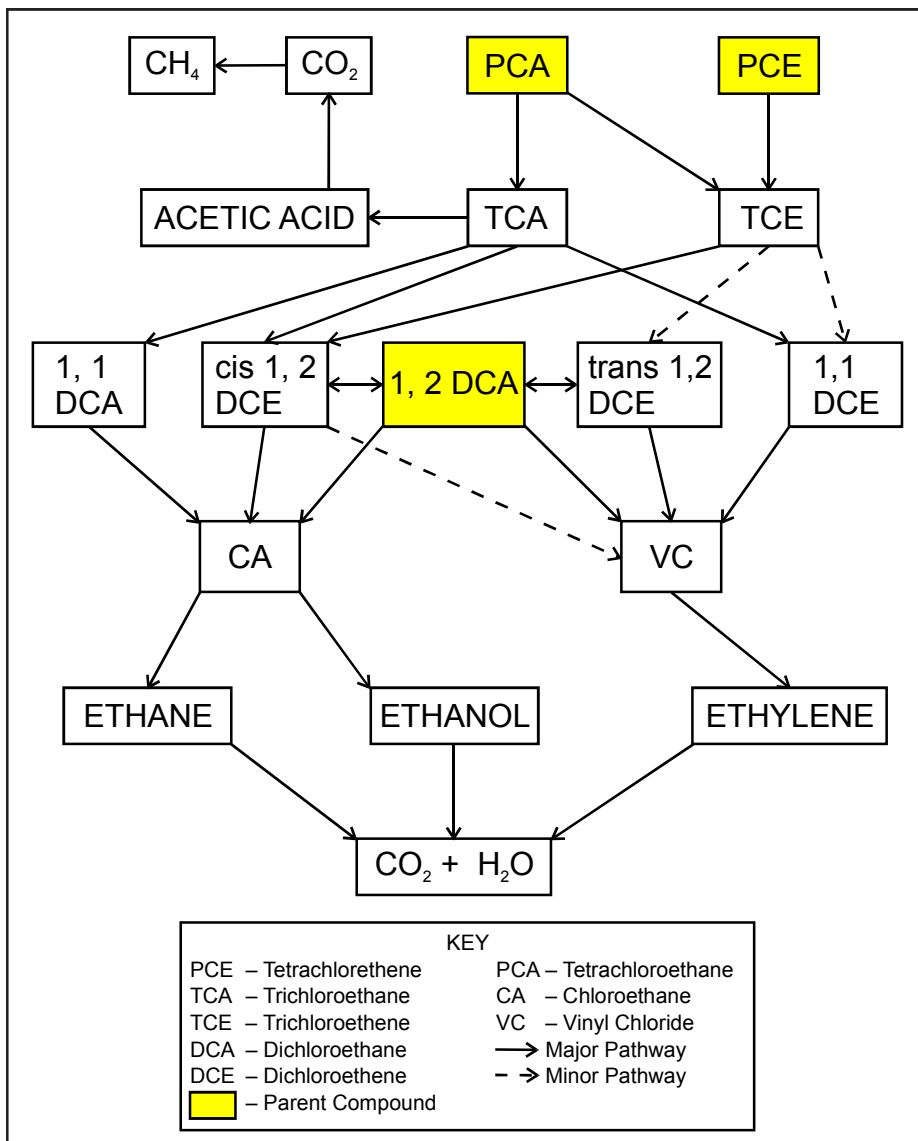 CH₄
CO₂
PCA
PCE
ACETIC ACID
TCA
TCE
1, 1
DCA
cis 1, 2
DCE
1, 2 DCA
trans 1,2
DCE
1,1
DCE
CA
VC
ETHANE
ETHANOL
ETHYLENE
CO₂ + H₂O
KEY
PCE – Tetrachlorethene
TCA – Trichloroethane
TCE – Trichloroethene
DCA – Dichloroethane
DCE – Dichloroethene
– Parent Compound
PCA – Tetrachloroethane
CA – Chloroethane
VC – Vinyl Chloride
Major Pathway
Minor Pathway